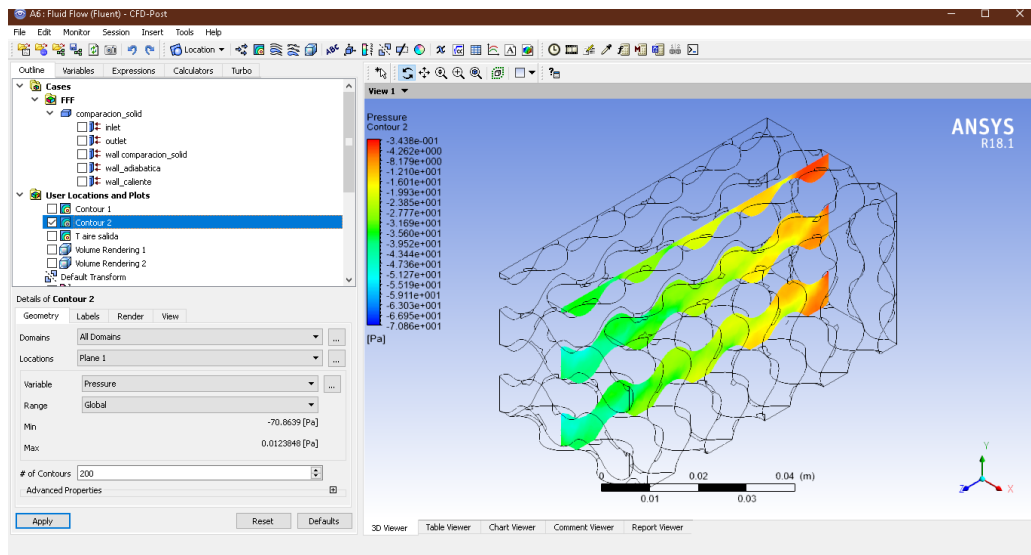 A6 : Fluid Flow (Fluent) - CFD-Post
File Edit Monitor Session Insert Tools Help
Location
Outline Variables Expressions Calculators Turbo
Cases
FFF
comparacion_solid
inlet
outlet
wall comparacion_solid
wall_adiabatica
wall_caliente
User Locations and Plots
Contour 1
Contour 2
T aire salida
Volume Rendering 1
Volume Rendering 2
Default Transform
Details of Contour 2
Geometry Labels Render View
Domains All Domains ...
Locations Plane 1 ...
Variable Pressure ...
Range Global
Min -70.8639 [Pa]
Max 0.0123848 [Pa]
# of Contours 200
Advanced Properties
Apply Reset Defaults
View 1
Pressure
Contour 2
-3.438e-001
-4.262e+000
-8.179e+000
-1.210e+001
-1.601e+001
-1.993e+001
-2.385e+001
-2.777e+001
-3.169e+001
-3.560e+001
-3.952e+001
-4.344e+001
-4.736e+001
-5.127e+001
-5.519e+001
-5.911e+001
-6.303e+001
-6.695e+001
-7.086e+001
[Pa]
ANSYS
R18.1
0 0.02 0.04 (m)
0.01 0.03
Y
Z X
3D Viewer Table Viewer Chart Viewer Comment Viewer Report Viewer